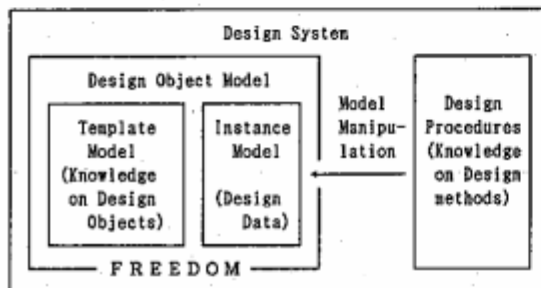 Design System
Design Object Model
Template
Model
(Knowledge
on Design
Objects)
Instance
Model
(Design
Data)
Model
Manipu-
lation
Design
Procedures
(Knowledge
on Design
methods)
FREEDOM